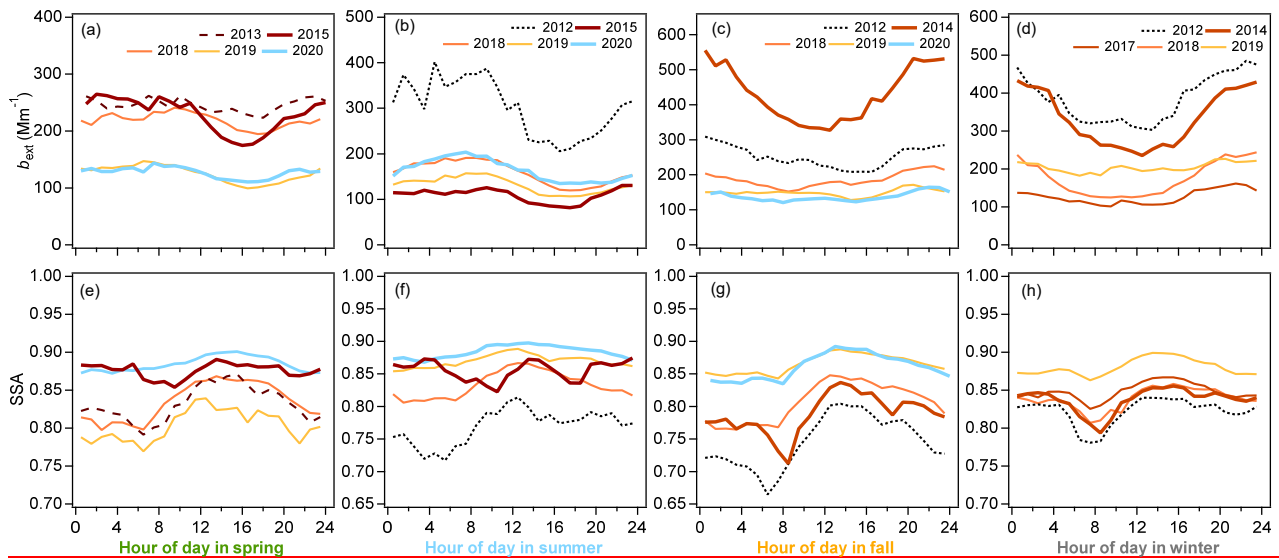 (a)
2013 2015
2018 2019 2020
400
300
200
100
0
bext (Mm-1)
(b)
2012 2015
2018 2019 2020
500
400
300
200
100
0
(c)
2012 2014
2018 2019 2020
600
500
400
300
200
100
0
(d)
2012 2014
2017 2018 2019
600
500
400
300
200
100
0
(e)
1.00
0.95
0.90
0.85
0.80
0.75
0.70
SSA
0 4 8 12 16 20 24
Hour of day in spring
(f)
1.00
0.95
0.90
0.85
0.80
0.75
0.70
0.65
0 4 8 12 16 20 24
Hour of day in summer
(g)
1.00
0.95
0.90
0.85
0.80
0.75
0.70
0.65
0 4 8 12 16 20 24
Hour of day in fall
(h)
1.00
0.95
0.90
0.85
0.80
0.75
0.70
0 4 8 12 16 20 24
Hour of day in winter